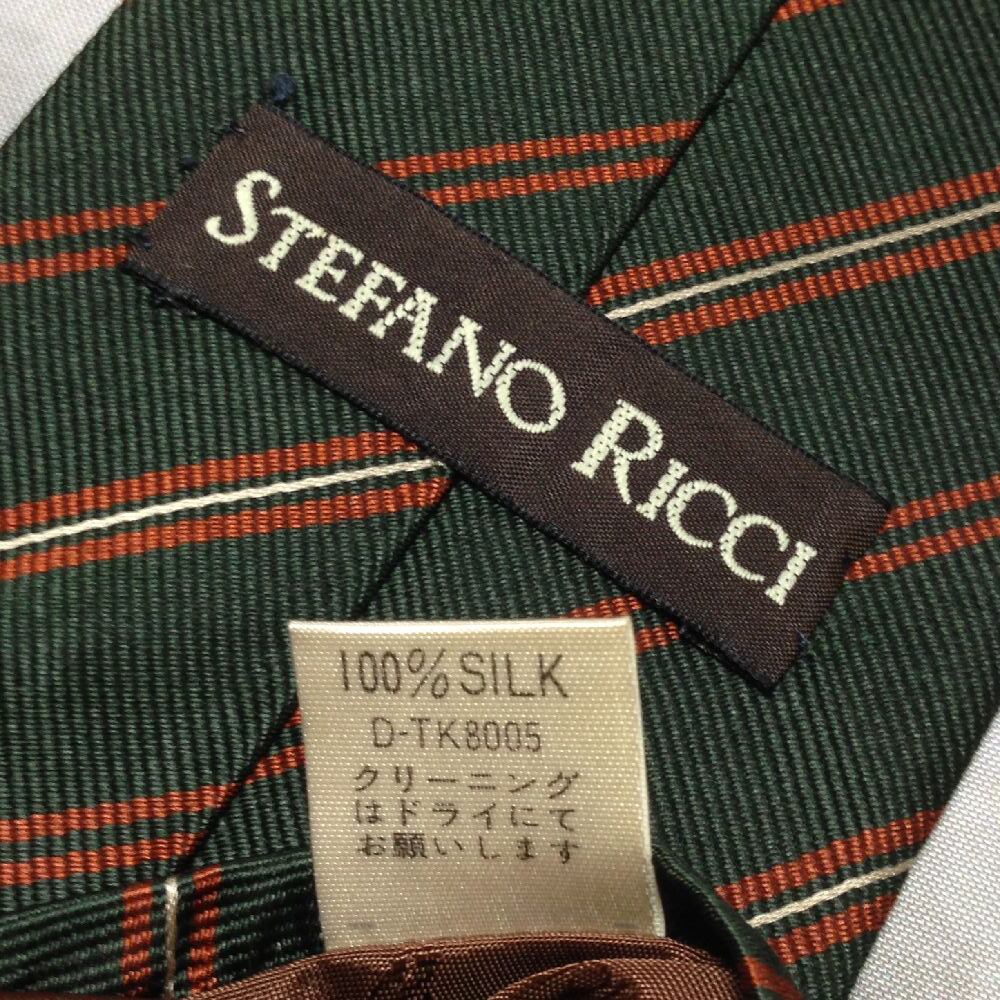 STEFANO RICCI
100% SILK
D-TK8005
クリーニング
はドライにて
お願いします